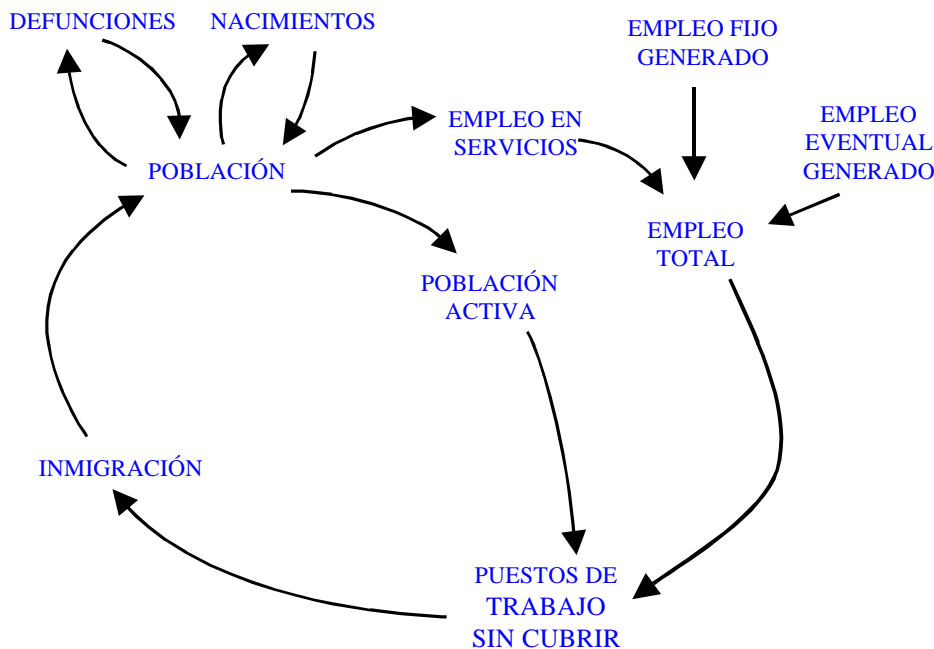 DEFUNCIONES
NACIMIENTOS
EMPLEO FIJO
GENERADO
EMPLEO EN
SERVICIOS
EMPLEO
EVENTUAL
GENERADO
POBLACIÓN
EMPLEO
TOTAL
POBLACIÓN
ACTIVA
INMIGRACIÓN
PUESTOS DE
TRABAJO
SIN CUBRIR